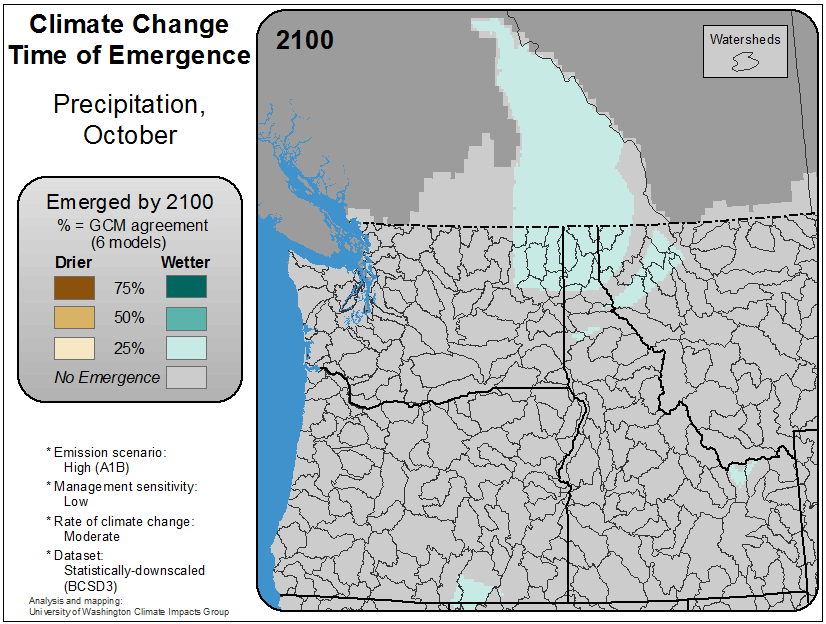 Climate Change
Time of Emergence
Precipitation,
October
Emerged by 2100
% = GCM agreement
(6 models)
Drier Wetter
75%
50%
25%
No Emergence
* Emission scenario:
High (A1B)
* Management sensitivity:
Low
* Rate of climate change:
Moderate
* Dataset:
Statistically-downscaled
(BCSD3)
Analysis and mapping:
University of Washington Climate Impacts Group
2100
Watersheds